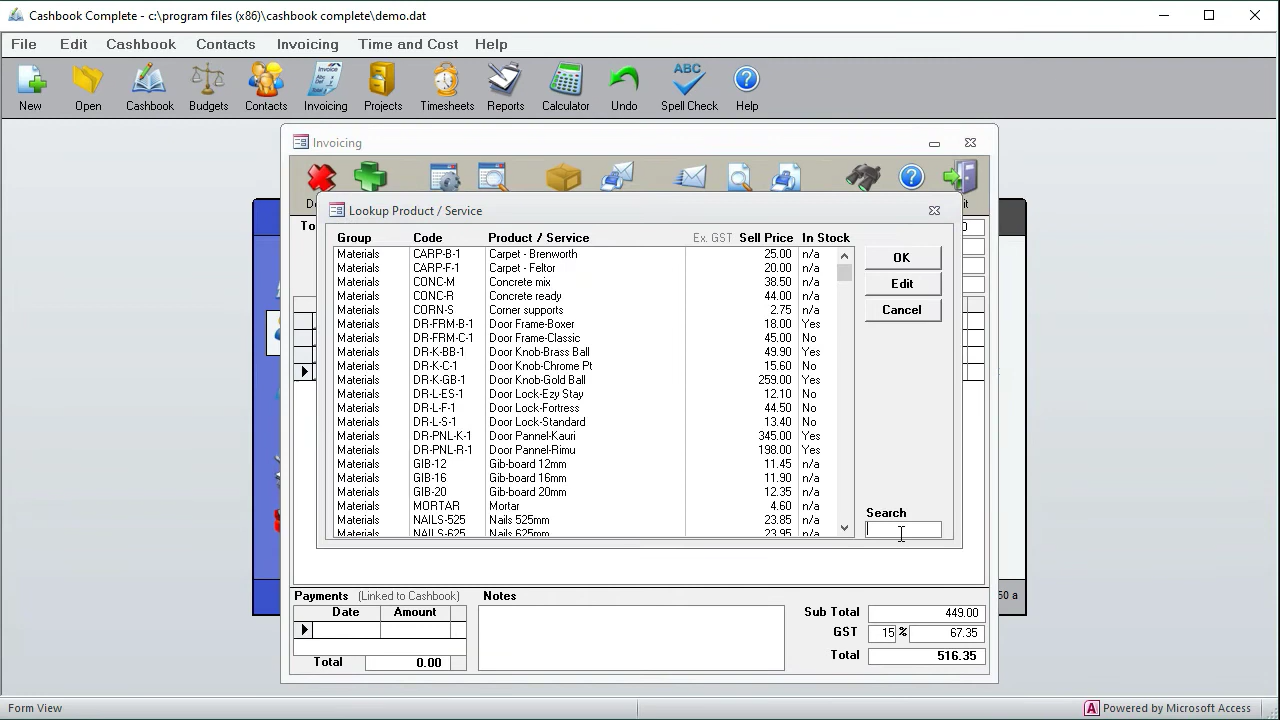 Cashbook Complete - c:\program files (x86)\cashbook complete\demo.dat
File Edit Cashbook Contacts Invoicing Time and Cost Help
New Open Cashbook Budgets Contacts Invoicing Projects Timesheets Reports Calculator Undo Spell Check Help
Invoicing
Lookup Product / Service
Group Code Product / Service Ex. GST Sell Price In Stock
Materials CARP-B-1 Carpet - Brenworth 25.00 n/a
Materials CARP-F-1 Carpet - Feltor 20.00 n/a
Materials CONC-M Concrete mix 38.50 n/a
Materials CONC-R Concrete ready 44.00 n/a
Materials CORN-S Corner supports 2.75 n/a
Materials DR-FRM-B-1 Door Frame-Boxer 18.00 Yes
Materials DR-FRM-C-1 Door Frame-Classic 45.00 No
Materials DR-K-BB-1 Door Knob-Brass Ball 49.90 Yes
Materials DR-K-C-1 Door Knob-Chrome Pt 15.60 No
Materials DR-K-GB-1 Door Knob-Gold Ball 259.00 Yes
Materials DR-L-ES-1 Door Lock-Ezy Stay 12.10 No
Materials DR-L-F-1 Door Lock-Fortress 44.50 No
Materials DR-L-S-1 Door Lock-Standard 13.40 No
Materials DR-PNL-K-1 Door Pannel-Kauri 345.00 Yes
Materials DR-PNL-R-1 Door Pannel-Rimu 198.00 Yes
Materials GIB-12 Gib-board 12mm 11.45 n/a
Materials GIB-16 Gib-board 16mm 11.90 n/a
Materials GIB-20 Gib-board 20mm 12.35 n/a
Materials MORTAR Mortar 4.60 n/a
Materials NAILS-525 Nails 525mm 23.85 n/a
Materials NAILS-625 Nails 625mm 23.95 n/a
OK
Edit
Cancel
Search
Payments (Linked to Cashbook) Notes
Date Amount
Total 0.00
Sub Total 449.00
GST 15 % 67.35
Total 516.35
50 a
Form View
Powered by Microsoft Access